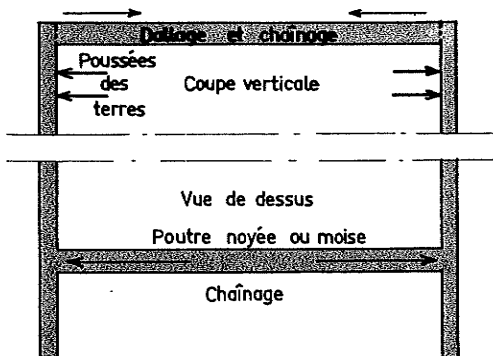 Dallage et chaînage
Poussées
des
terres
Coupe verticale
Vue de dessus
Poutre noyée ou moise
Chaînage